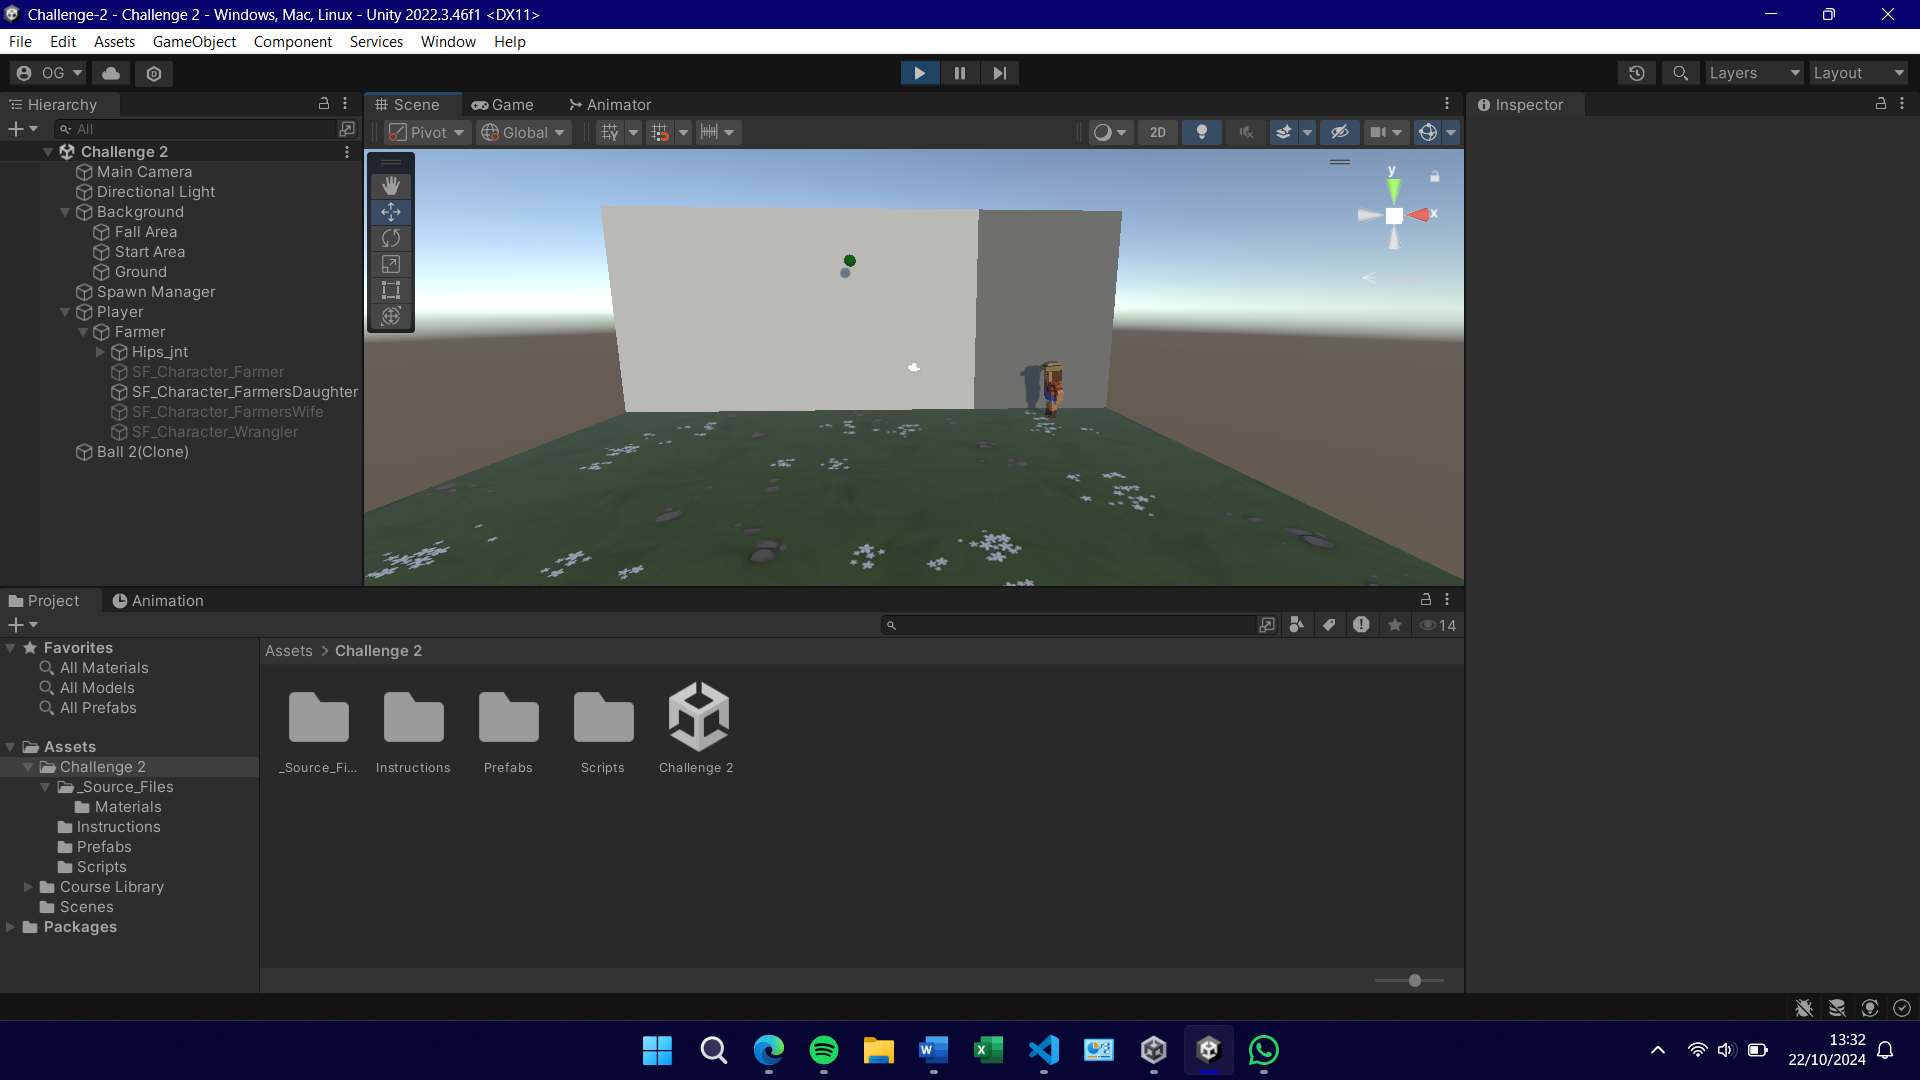 Challenge-2 - Challenge 2 - Windows, Mac, Linux - Unity 2022.3.46f1 <DX11>
File Edit Assets GameObject Component Services Window Help
OG Layers Layout
Hierarchy
All
Challenge 2
Main Camera
Directional Light
Background
Fall Area
Start Area
Ground
Spawn Manager
Player
Farmer
Hips_jnt
SF_Character_Farmer
SF_Character_FarmersDaughter
SF_Character_FarmersWife
SF_Character_Wrangler
Ball 2(Clone)
Scene Game Animator
Pivot Global 2D
y
x
Inspector
Project Animation
14
Favorites
All Materials
All Models
All Prefabs
Assets
Challenge 2
_Source_Files
Materials
Instructions
Prefabs
Scripts
Course Library
Scenes
Packages
Assets > Challenge 2
_Source_Fi... Instructions Prefabs Scripts Challenge 2
13:32
22/10/2024